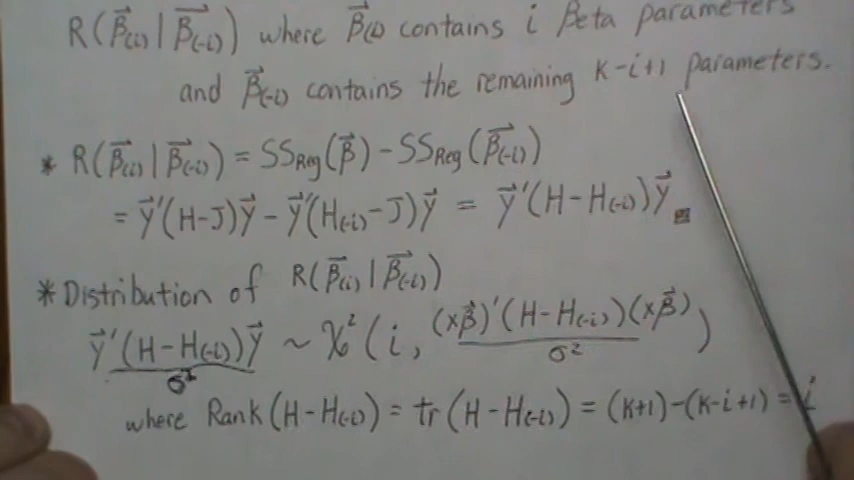 R(β⃗(i) | β⃗(-i)) where β⃗(i) contains i Beta parameters
and β⃗(-i) contains the remaining K-i+1 parameters.
* R(β⃗(i) | β⃗(-i)) = SSReg(β⃗) - SSReg(β⃗(-i))
= y⃗'(H-J)y⃗ - y⃗'(H(-i)-J)y⃗ = y⃗'(H-H(-i))y⃗
* Distribution of R(β⃗(i) | β⃗(-i))
y⃗'(H-H(-i))y⃗ / σ² ~ χ²(i, (xβ⃗)'(H-H(-i))(xβ⃗) / σ²)
where Rank(H-H(-i)) = tr(H-H(-i)) = (K+1)-(K-i+1) = i